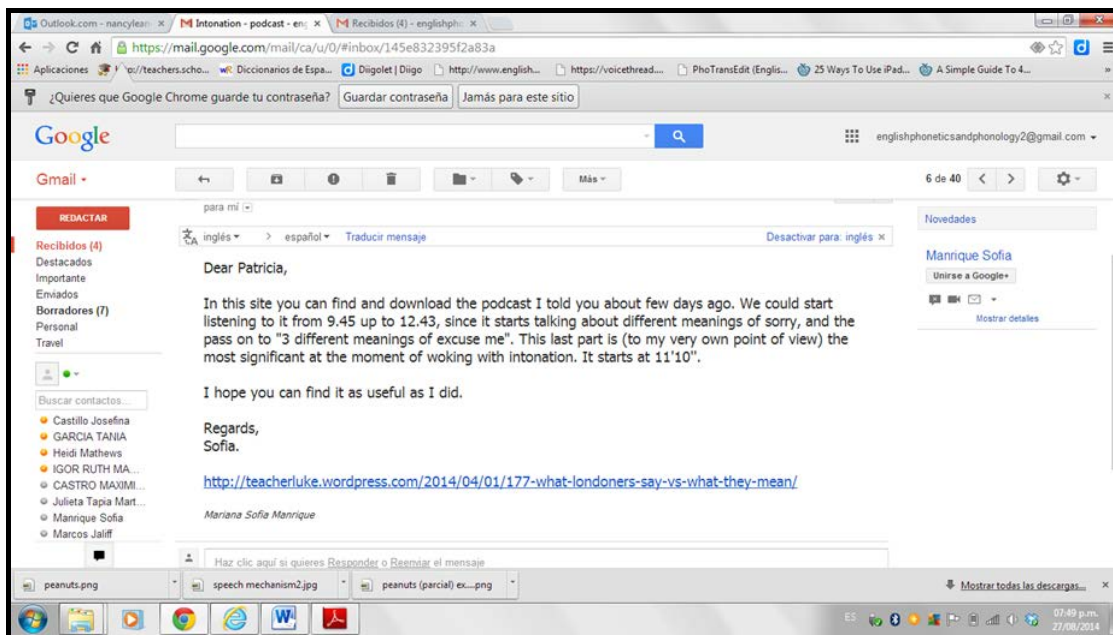 Outlook.com - nancylean
Intonation - podcast - eng
Recibidos (4) - englishpho
https://mail.google.com/mail/ca/u/0/#inbox/145e832395f2a83a
Aplicaciones
Diccionarios de Espa...
Diigolet | Diigo
http://www.english...
https://voicethread....
PhoTransEdit (Englis...
25 Ways To Use iPad...
A Simple Guide To 4...
¿Quieres que Google Chrome guarde tu contraseña? Guardar contraseña Jamás para este sitio
Google
englishphoneticsandphonology2@gmail.com
Gmail
Más
6 de 40
REDACTAR
Recibidos (4)
Destacados
Importante
Enviados
Borradores (7)
Personal
Travel
Buscar contactos...
Castillo Josefina
GARCIA TANIA
Heidi Mathews
IGOR RUTH MA...
CASTRO MAXIMI...
Julieta Tapia Mart...
Manrique Sofia
Marcos Jaliff
para mí
inglés > español Traducir mensaje Desactivar para: inglés x
Dear Patricia,
In this site you can find and download the podcast I told you about few days ago. We could start
listening to it from 9.45 up to 12.43, since it starts talking about different meanings of sorry, and the
pass on to "3 different meanings of excuse me". This last part is (to my very own point of view) the
most significant at the moment of woking with intonation. It starts at 11'10".
I hope you can find it as useful as I did.
Regards,
Sofia.
http://teacherluke.wordpress.com/2014/04/01/177-what-londoners-say-vs-what-they-mean/
Mariana Sofia Manrique
Haz clic aquí si quieres Responder o Reenviar el mensaje
Novedades
Manrique Sofia
Unirse a Google+
Mostrar detalles
peanuts.png
speech mechanism2.jpg
peanuts (parcial) ex....png
Mostrar todas las descargas...
ES
07:49 p.m.
27/08/2014